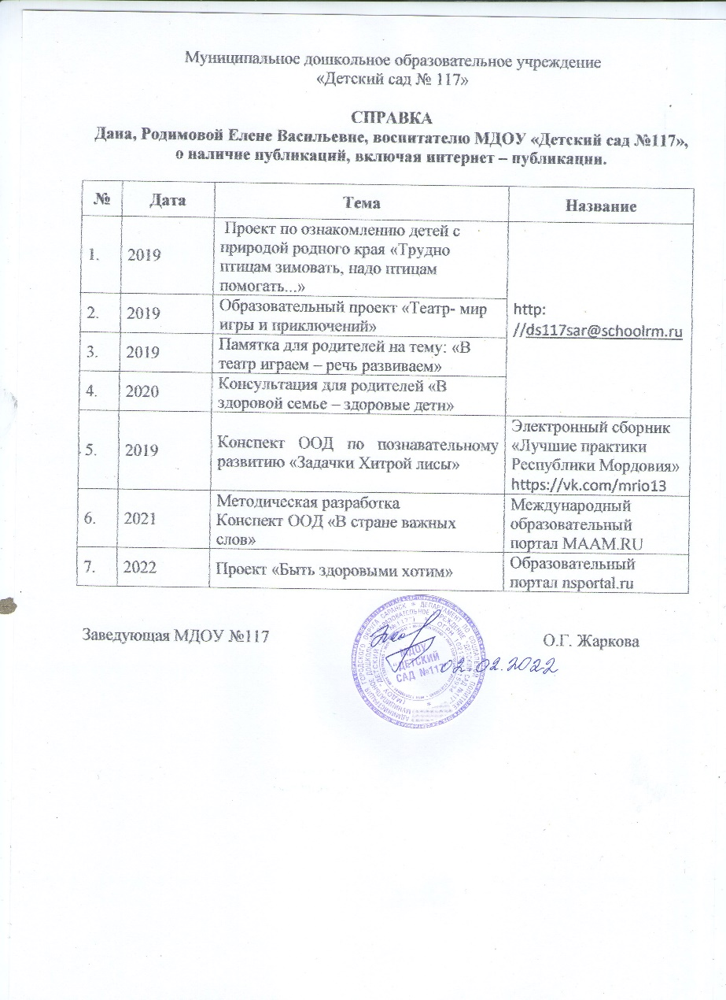 Муниципальное дошкольное образовательное учреждение
«Детский сад № 117»
СПРАВКА
Дана, Родимовой Елене Васильевне, воспитателю МДОУ «Детский сад №117»,
о наличие публикаций, включая интернет – публикации.
№ Дата Тема Название
1. 2019 Проект по ознакомлению детей с
природой родного края «Трудно
птицам зимовать, надо птицам
помогать...»
http:
//ds117sar@schoolrm.ru
2. 2019 Образовательный проект «Театр- мир
игры и приключений»
3. 2019 Памятка для родителей на тему: «В
театр играем – речь развиваем»
4. 2020 Консультация для родителей «В
здоровой семье – здоровые дети»
5. 2019 Конспект ООД по познавательному
развитию «Задачки Хитрой лисы»
Электронный сборник
«Лучшие практики
Республики Мордовия»
https://vk.com/mrio13
6. 2021 Методическая разработка
Конспект ООД «В стране важных
слов»
Международный
образовательный
портал MAAM.RU
7. 2022 Проект «Быть здоровыми хотим»
Образовательный
портал nsportal.ru
Заведующая МДОУ №117 О.Г. Жаркова
МДОУ
"ДЕТСКИЙ
САД №117"
02.02.2022